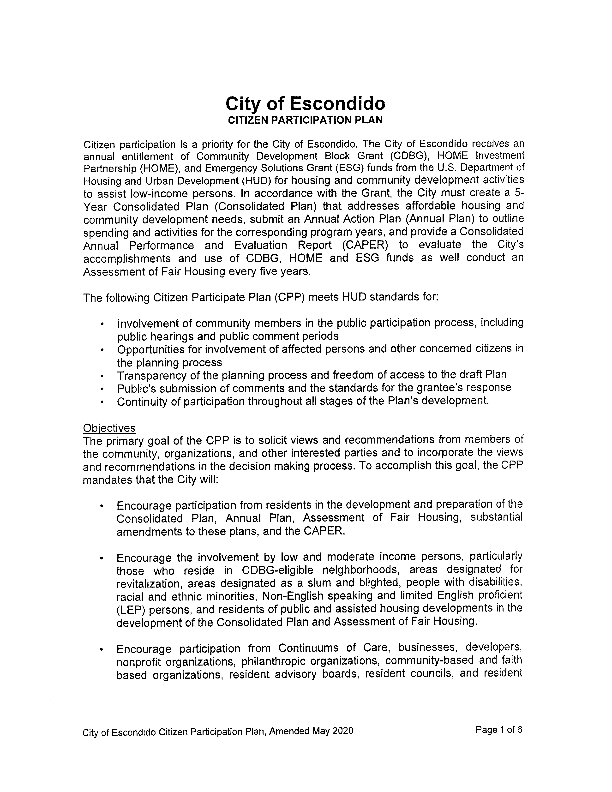 City of Escondido
CITIZEN PARTICIPATION PLAN
Citizen participation is a priority for the City of Escondido. The City of Escondido receives an
annual entitlement of Community Development Block Grant (CDBG), HOME Investment
Partnership (HOME), and Emergency Solutions Grant (ESG) funds from the U.S. Department of
Housing and Urban Development (HUD) for housing and community development activities
to assist low-income persons. In accordance with the Grant, the City must create a 5-
Year Consolidated Plan (Consolidated Plan) that addresses affordable housing and
community development needs, submit an Annual Action Plan (Annual Plan) to outline
spending and activities for the corresponding program years, and provide a Consolidated
Annual Performance and Evaluation Report (CAPER) to evaluate the City's
accomplishments and use of CDBG, HOME and ESG funds as well conduct an
Assessment of Fair Housing every five years.
The following Citizen Participate Plan (CPP) meets HUD standards for:
• Involvement of community members in the public participation process, including
public hearings and public comment periods
• Opportunities for involvement of affected persons and other concerned citizens in
the planning process
• Transparency of the planning process and freedom of access to the draft Plan
• Public's submission of comments and the standards for the grantee's response
• Continuity of participation throughout all stages of the Plan's development.
Objectives
The primary goal of the CPP is to solicit views and recommendations from members of
the community, organizations, and other interested parties and to incorporate the views
and recommendations in the decision making process. To accomplish this goal, the CPP
mandates that the City will:
• Encourage participation from residents in the development and preparation of the
Consolidated Plan, Annual Plan, Assessment of Fair Housing, substantial
amendments to these plans, and the CAPER.
• Encourage the involvement by low and moderate income persons, particularly
those who reside in CDBG-eligible neighborhoods, areas designated for
revitalization, areas designated as a slum and blighted, people with disabilities,
racial and ethnic minorities, Non-English speaking and limited English proficient
(LEP) persons, and residents of public and assisted housing developments in the
development of the Consolidated Plan and Assessment of Fair Housing.
• Encourage participation from Continuums of Care, businesses, developers,
nonprofit organizations, philanthropic organizations, community-based and faith
based organizations, resident advisory boards, resident councils, and resident
City of Escondido Citizen Participation Plan, Amended May 2020 Page 1 of 6